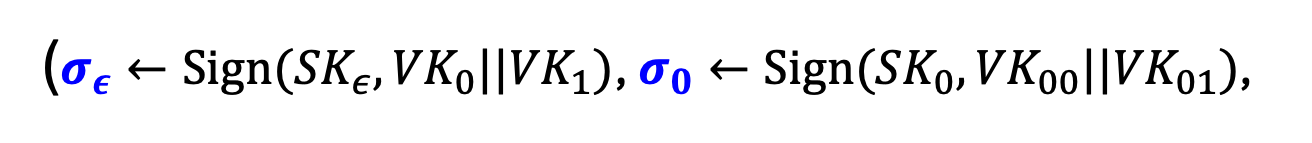 (σ_ϵ ← Sign(SK_ϵ, VK_0||VK_1), σ_0 ← Sign(SK_0, VK_00||VK_01),